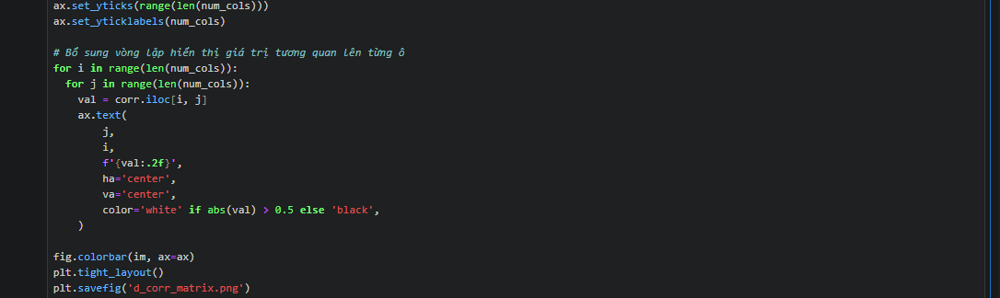 ax.set_yticks(range(len(num_cols)))
ax.set_yticklabels(num_cols)
# Bổ sung vòng lặp hiển thị giá trị tương quan lên từng ô
for i in range(len(num_cols)):
  for j in range(len(num_cols)):
    val = corr.iloc[i, j]
    ax.text(
        j,
        i,
        f'{val:.2f}',
        ha='center',
        va='center',
        color='white' if abs(val) > 0.5 else 'black',
    )
fig.colorbar(im, ax=ax)
plt.tight_layout()
plt.savefig('d_corr_matrix.png')